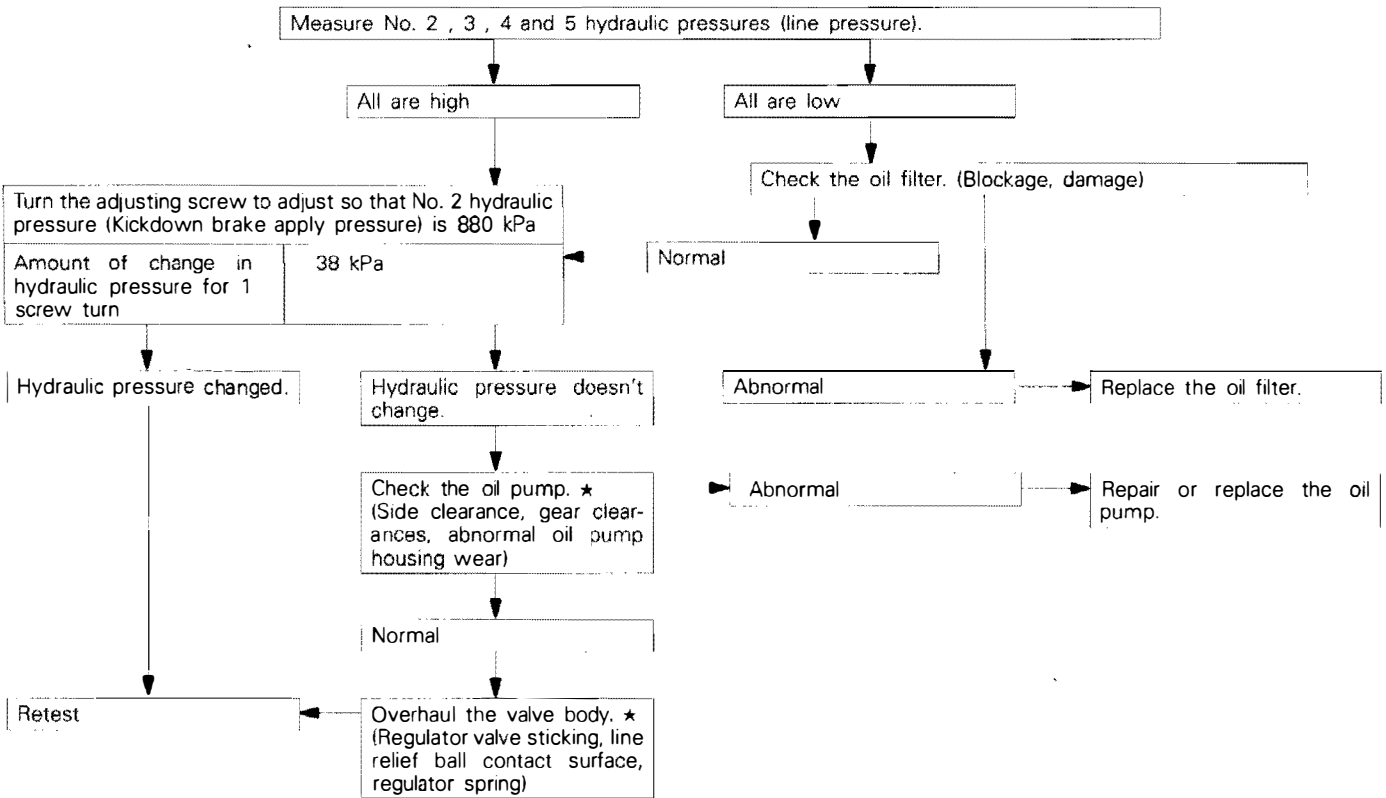 Measure No. 2 , 3 , 4 and 5 hydraulic pressures (line pressure).
All are high
All are low
Check the oil filter. (Blockage, damage)
Turn the adjusting screw to adjust so that No. 2 hydraulic
pressure (Kickdown brake apply pressure) is 880 kPa
Amount of change in
hydraulic pressure for 1
screw turn
38 kPa
Normal
Hydraulic pressure changed.
Hydraulic pressure doesn't
change.
Abnormal
Replace the oil filter.
Check the oil pump. ★
(Side clearance, gear clear-
ances, abnormal oil pump
housing wear)
Abnormal
Repair or replace the oil
pump.
Normal
Retest
Overhaul the valve body. ★
(Regulator valve sticking, line
relief ball contact surface,
regulator spring)